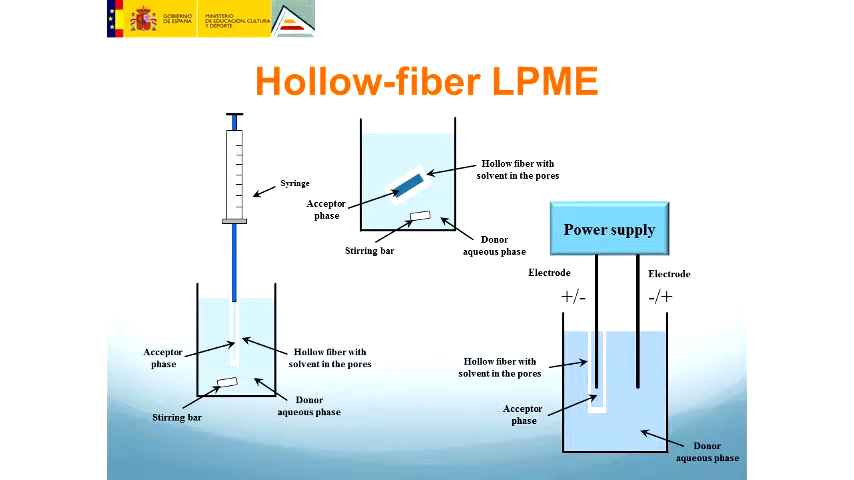 GOBIERNO
DE ESPAÑA
MINISTERIO
DE EDUCACIÓN, CULTURA
Y DEPORTE
Hollow-fiber LPME
Syringe
Acceptor
phase
Hollow fiber with
solvent in the pores
Stirring bar
Donor
aqueous phase
Hollow fiber with
solvent in the pores
Acceptor
phase
Stirring bar
Donor
aqueous phase
Power supply
Electrode
+/-
Electrode
-/+
Hollow fiber with
solvent in the pores
Acceptor
phase
Donor
aqueous phase